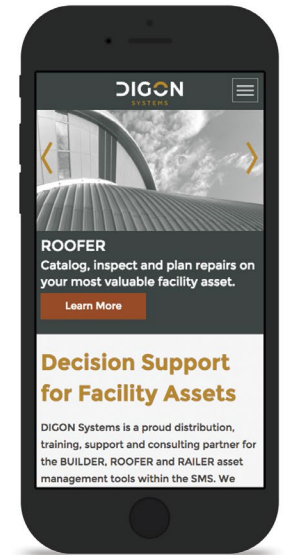 DIGON
SYSTEMS
ROOFER
Catalog, inspect and plan repairs on
your most valuable facility asset.
Learn More
Decision Support
for Facility Assets
DIGON Systems is a proud distribution,
training, support and consulting partner for
the BUILDER, ROOFER and RAILER asset
management tools within the SMS. We